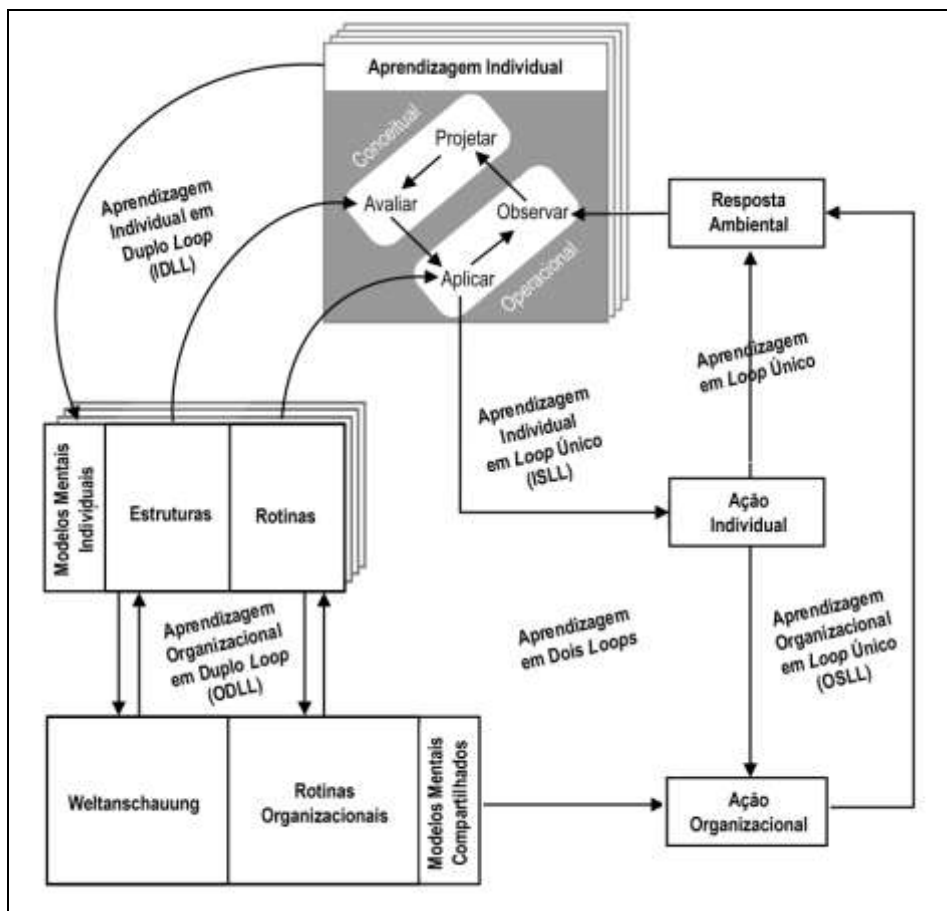 Aprendizagem Individual
Conceitual
Projetar
Avaliar
Observar
Aplicar
Operacional
Aprendizagem
Individual em
Duplo Loop
(IDLL)
Resposta
Ambiental
Aprendizagem
em Loop Único
Aprendizagem
Individual
em Loop Único
(ISLL)
Modelos Mentais
Individuais
Estruturas
Rotinas
Ação
Individual
Aprendizagem
Organizacional
em Duplo Loop
(ODLL)
Aprendizagem
em Dois Loops
Aprendizagem
Organizacional
em Loop Único
(OSLL)
Weltanschauung
Rotinas
Organizacionais
Modelos Mentais
Compartilhados
Ação
Organizacional